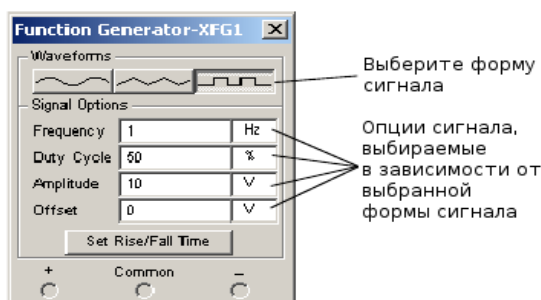 Function Generator-XFG1
Waveforms
Signal Options
Frequency 1 Hz
Duty Cycle 50 %
Amplitude 10 V
Offset 0 V
Set Rise/Fall Time
+ Common –
Выберите форму
сигнала
Опции сигнала,
выбираемые
в зависимости от
выбранной
формы сигнала